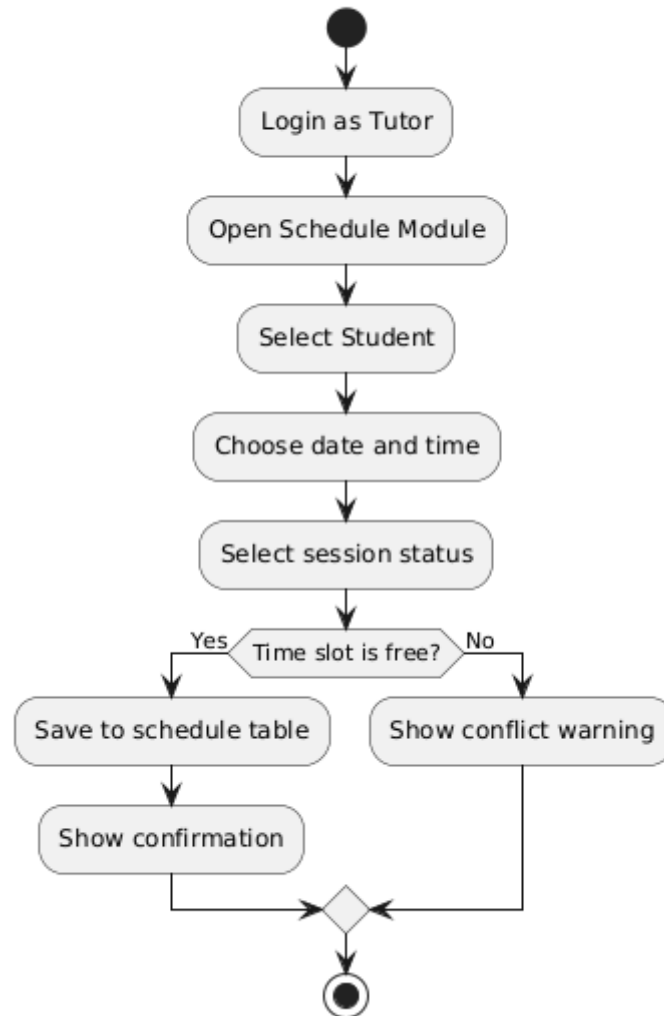 Login as Tutor
Open Schedule Module
Select Student
Choose date and time
Select session status
Yes
Time slot is free?
No
Save to schedule table
Show conflict warning
Show confirmation